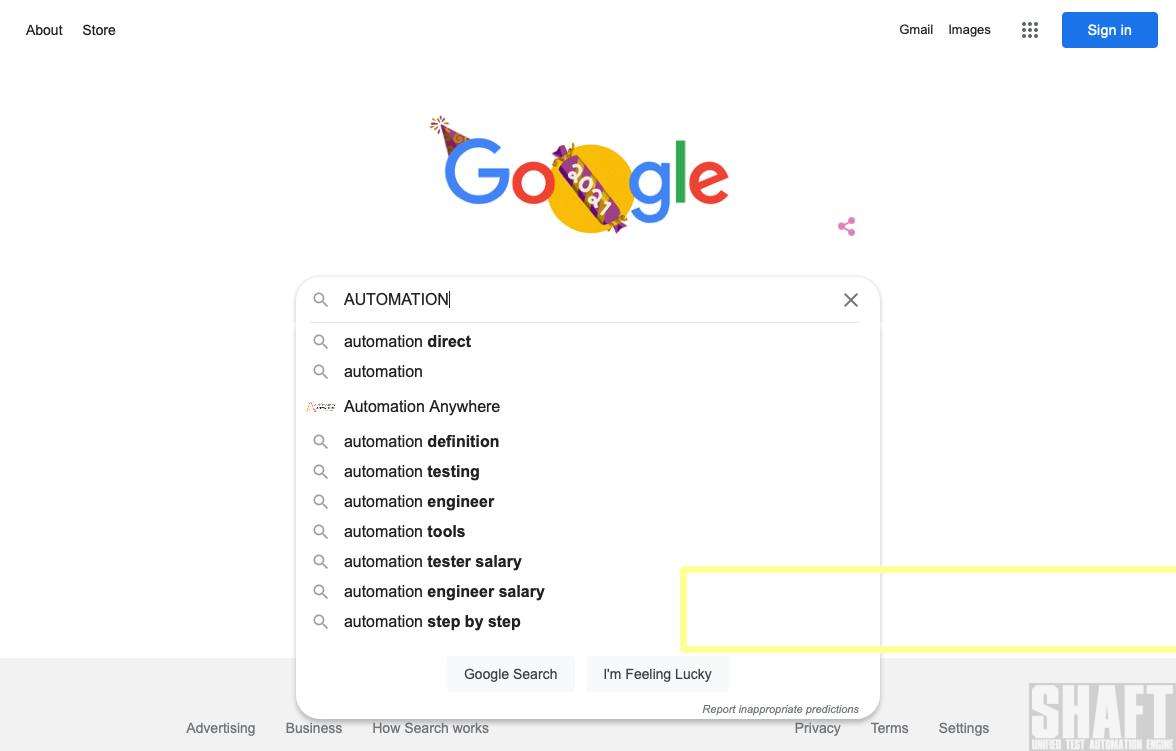 About Store
Gmail Images
Sign in
Google
2021
AUTOMATION
automation direct
automation
Automation Anywhere
automation definition
automation testing
automation engineer
automation tools
automation tester salary
automation engineer salary
automation step by step
Google Search
I'm Feeling Lucky
Report inappropriate predictions
Advertising Business How Search works
Privacy Terms Settings
SHAFT
UNIFIED TEST AUTOMATION ENGINE